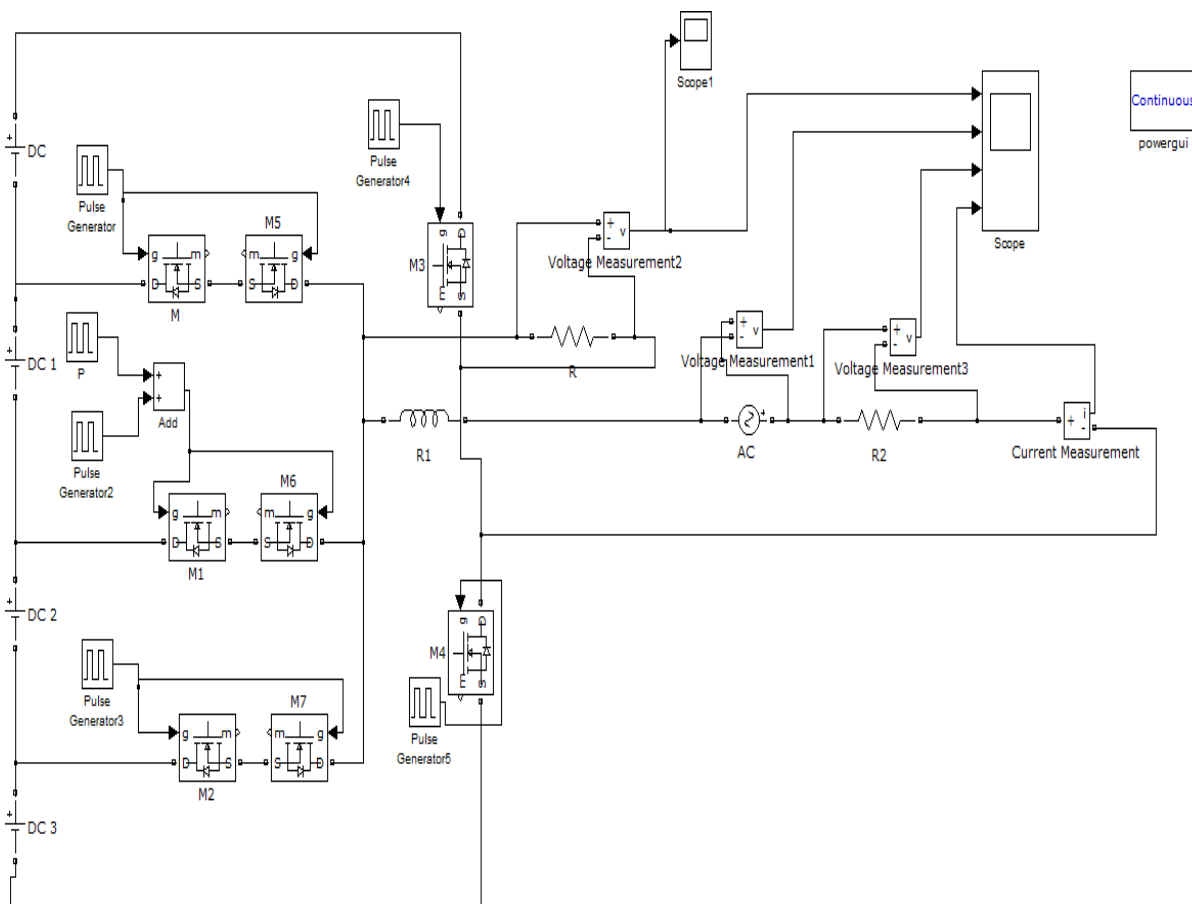 Scope1
Continuous
powergui
DC
Pulse
Generator
M5
g m
m g
D S
S D
M
Pulse
Generator4
M3
g D
m S
+
-
v
Voltage Measurement2
Scope
DC 1
P
+
+
Add
Pulse
Generator2
R
+
-
v
Voltage Measurement1
+
-
v
Voltage Measurement3
R1
AC
+
R2
+ i
-
Current Measurement
M6
g m
m g
D S
S D
M1
DC 2
Pulse
Generator3
M7
g m
m g
D S
S D
M2
M4
g D
m S
Pulse
Generator5
DC 3
+
+
+
+